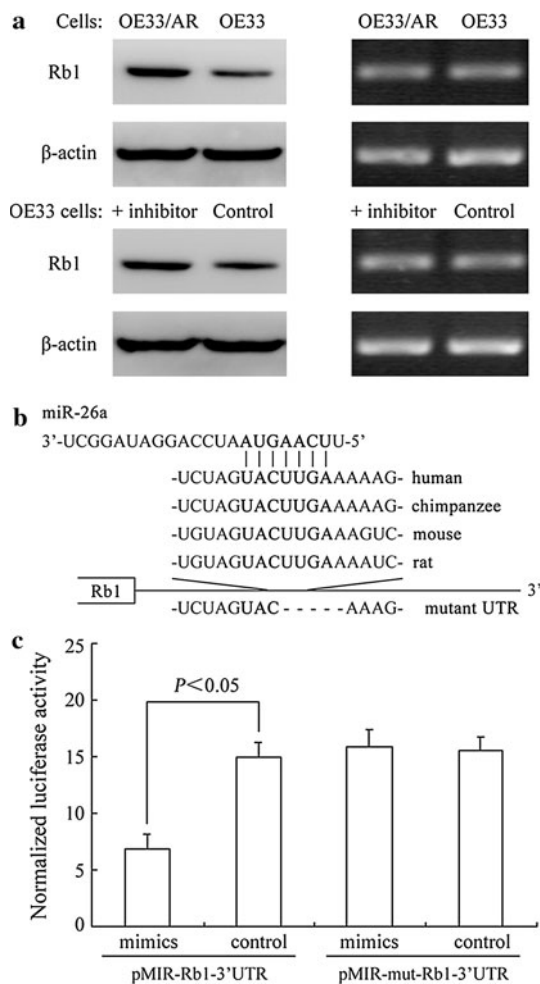 a
Cells: OE33/AR OE33 OE33/AR OE33
Rb1
β-actin
OE33 cells: + inhibitor Control + inhibitor Control
Rb1
β-actin
b
miR-26a
3'-UCGGAUAGGACCUAAUGAACUU-5'
-UCUAGUACUUGAAAAAG- human
-UCUAGUACUUGAAAAAG- chimpanzee
-UGUAGUACUUGAAAGUC- mouse
-UGUAGUACUUGAAAAUC- rat
Rb1 3'
-UCUAGUAC-----AAAG- mutant UTR
c
P<0.05
Normalized luciferase activity
25
20
15
10
5
0
mimics control mimics control
pMIR-Rb1-3'UTR pMIR-mut-Rb1-3'UTR